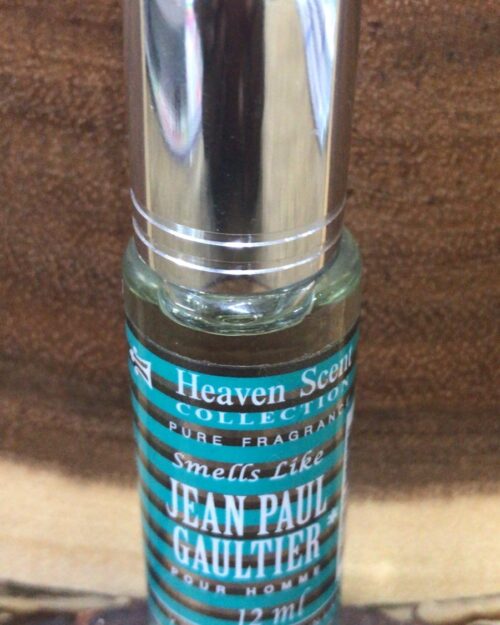 Heaven Scent
COLLECTION
PURE FRAGRANCE
Smells Like
JEAN PAUL
GAULTIER*
POUR HOMME
12 ml